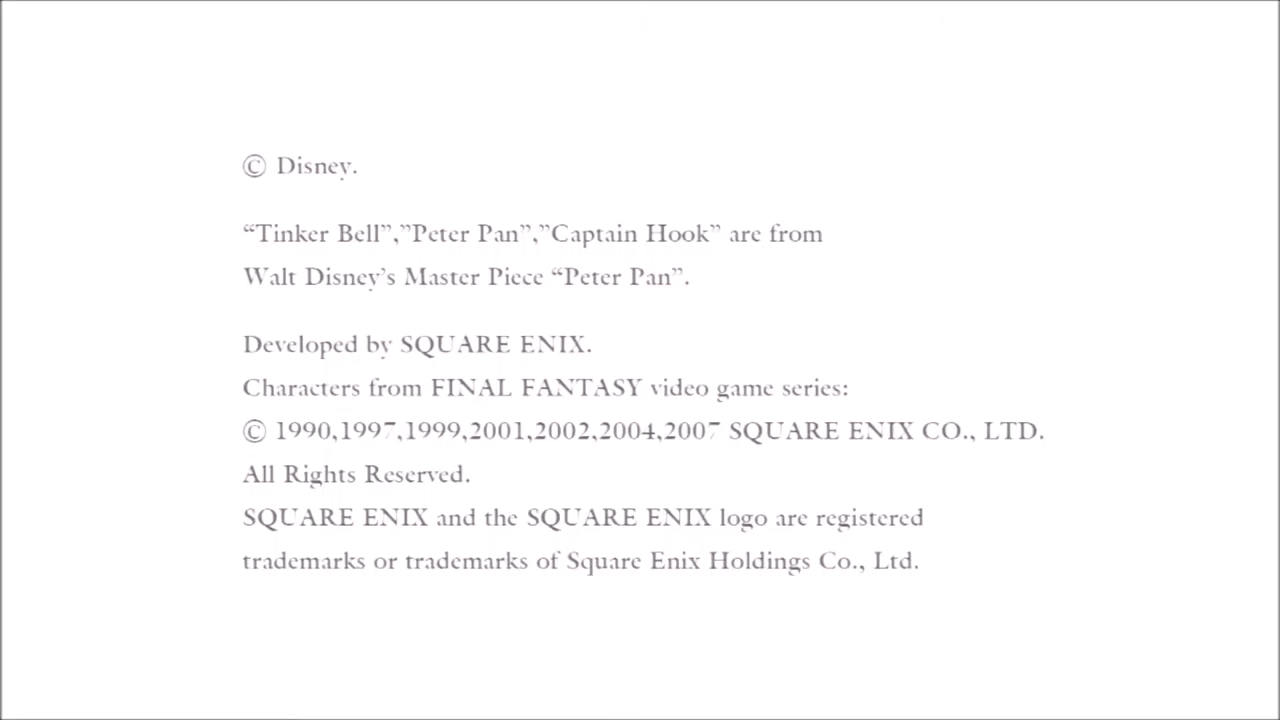 © Disney.
“Tinker Bell”,”Peter Pan”,”Captain Hook” are from
Walt Disney’s Master Piece “Peter Pan”.
Developed by SQUARE ENIX.
Characters from FINAL FANTASY video game series:
© 1990,1997,1999,2001,2002,2004,2007 SQUARE ENIX CO., LTD.
All Rights Reserved.
SQUARE ENIX and the SQUARE ENIX logo are registered
trademarks or trademarks of Square Enix Holdings Co., Ltd.